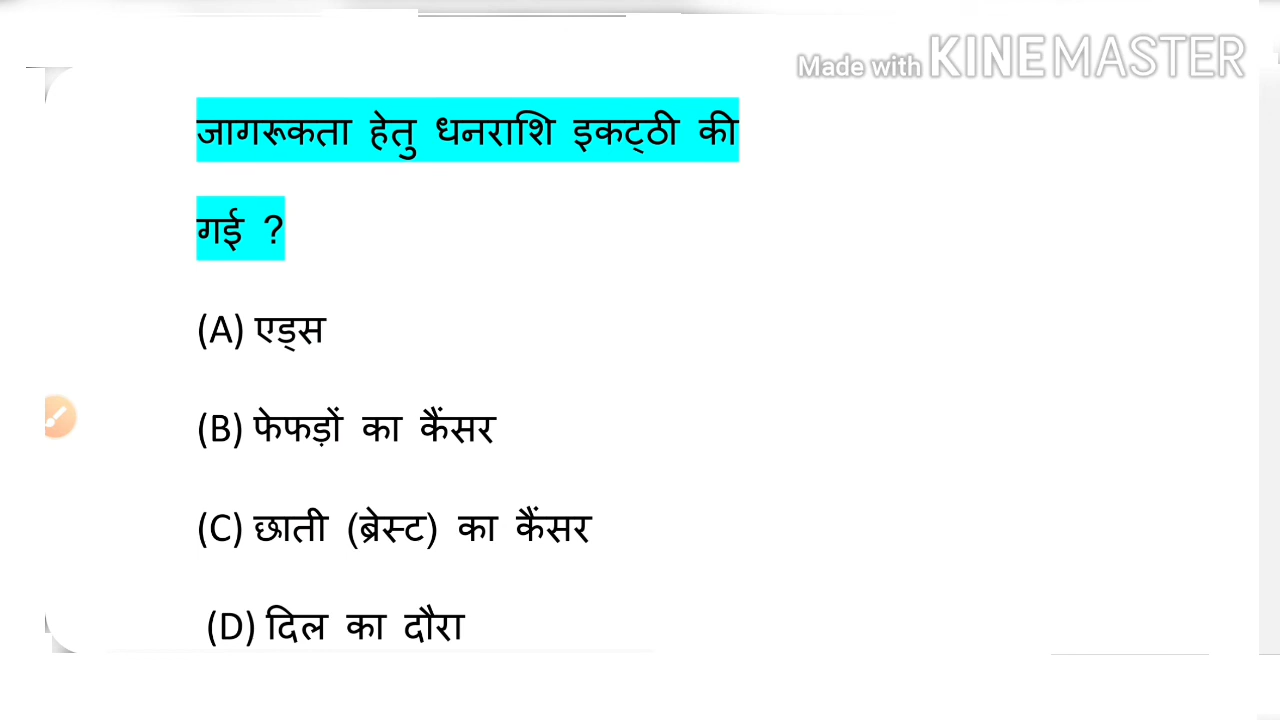 Made with KINEMASTER
जागरूकता हेतु धनराशि इकट्ठी की
गई ?
(A) एड्स
(B) फेफड़ों का कैंसर
(C) छाती (ब्रेस्ट) का कैंसर
(D) दिल का दौरा